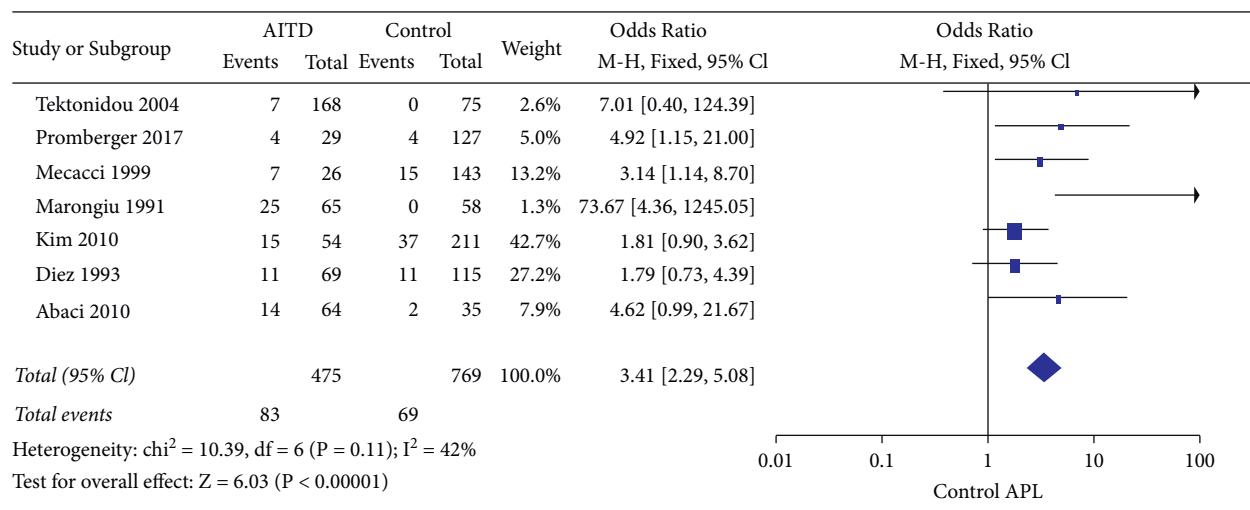 Study or Subgroup AITD Control Weight Odds Ratio Odds Ratio
Events Total Events Total M-H, Fixed, 95% Cl M-H, Fixed, 95% Cl
Tektonidou 2004 7 168 0 75 2.6% 7.01 [0.40, 124.39]
Promberger 2017 4 29 4 127 5.0% 4.92 [1.15, 21.00]
Mecacci 1999 7 26 15 143 13.2% 3.14 [1.14, 8.70]
Marongiu 1991 25 65 0 58 1.3% 73.67 [4.36, 1245.05]
Kim 2010 15 54 37 211 42.7% 1.81 [0.90, 3.62]
Diez 1993 11 69 11 115 27.2% 1.79 [0.73, 4.39]
Abaci 2010 14 64 2 35 7.9% 4.62 [0.99, 21.67]
Total (95% Cl) 475 769 100.0% 3.41 [2.29, 5.08]
Total events 83 69
Heterogeneity: chi² = 10.39, df = 6 (P = 0.11); I² = 42%
Test for overall effect: Z = 6.03 (P < 0.00001)
0.01 0.1 1 10 100
Control APL